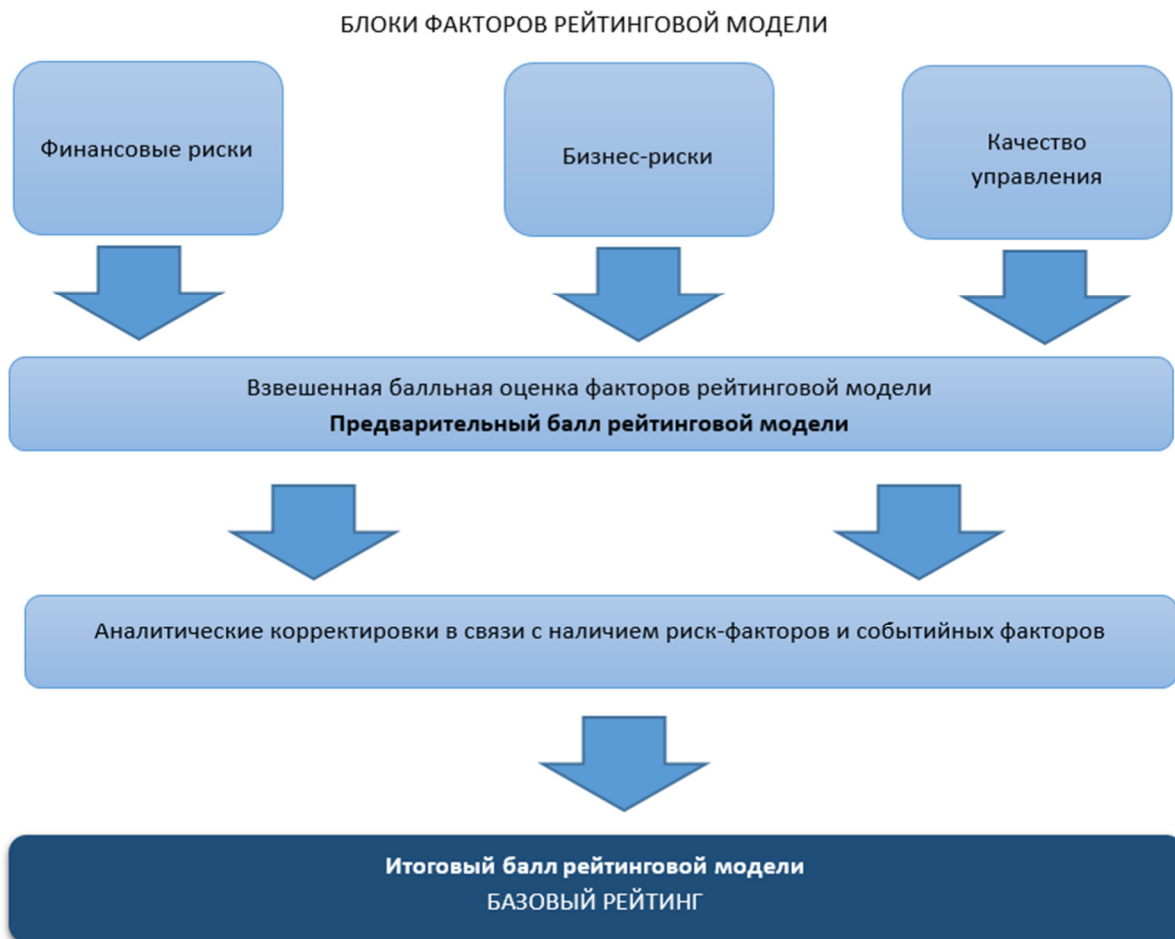 БЛОКИ ФАКТОРОВ РЕЙТИНГОВОЙ МОДЕЛИ
Финансовые риски
Бизнес-риски
Качество
управления
Взвешенная балльная оценка факторов рейтинговой модели
Предварительный балл рейтинговой модели
Аналитические корректировки в связи с наличием риск-факторов и событийных факторов
Итоговый балл рейтинговой модели
БАЗОВЫЙ РЕЙТИНГ